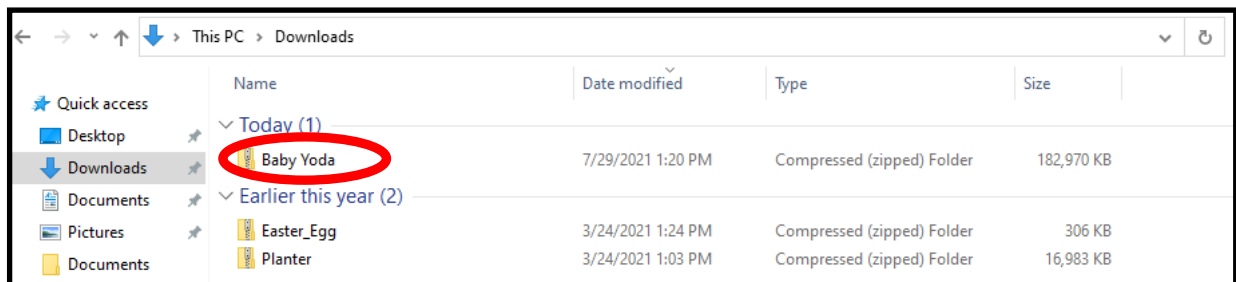 This PC > Downloads
Name Date modified Type Size
Quick access
Today (1)
Desktop
Baby Yoda 7/29/2021 1:20 PM Compressed (zipped) Folder 182,970 KB
Downloads
Earlier this year (2)
Documents
Easter_Egg 3/24/2021 1:24 PM Compressed (zipped) Folder 306 KB
Pictures
Planter 3/24/2021 1:03 PM Compressed (zipped) Folder 16,983 KB
Documents